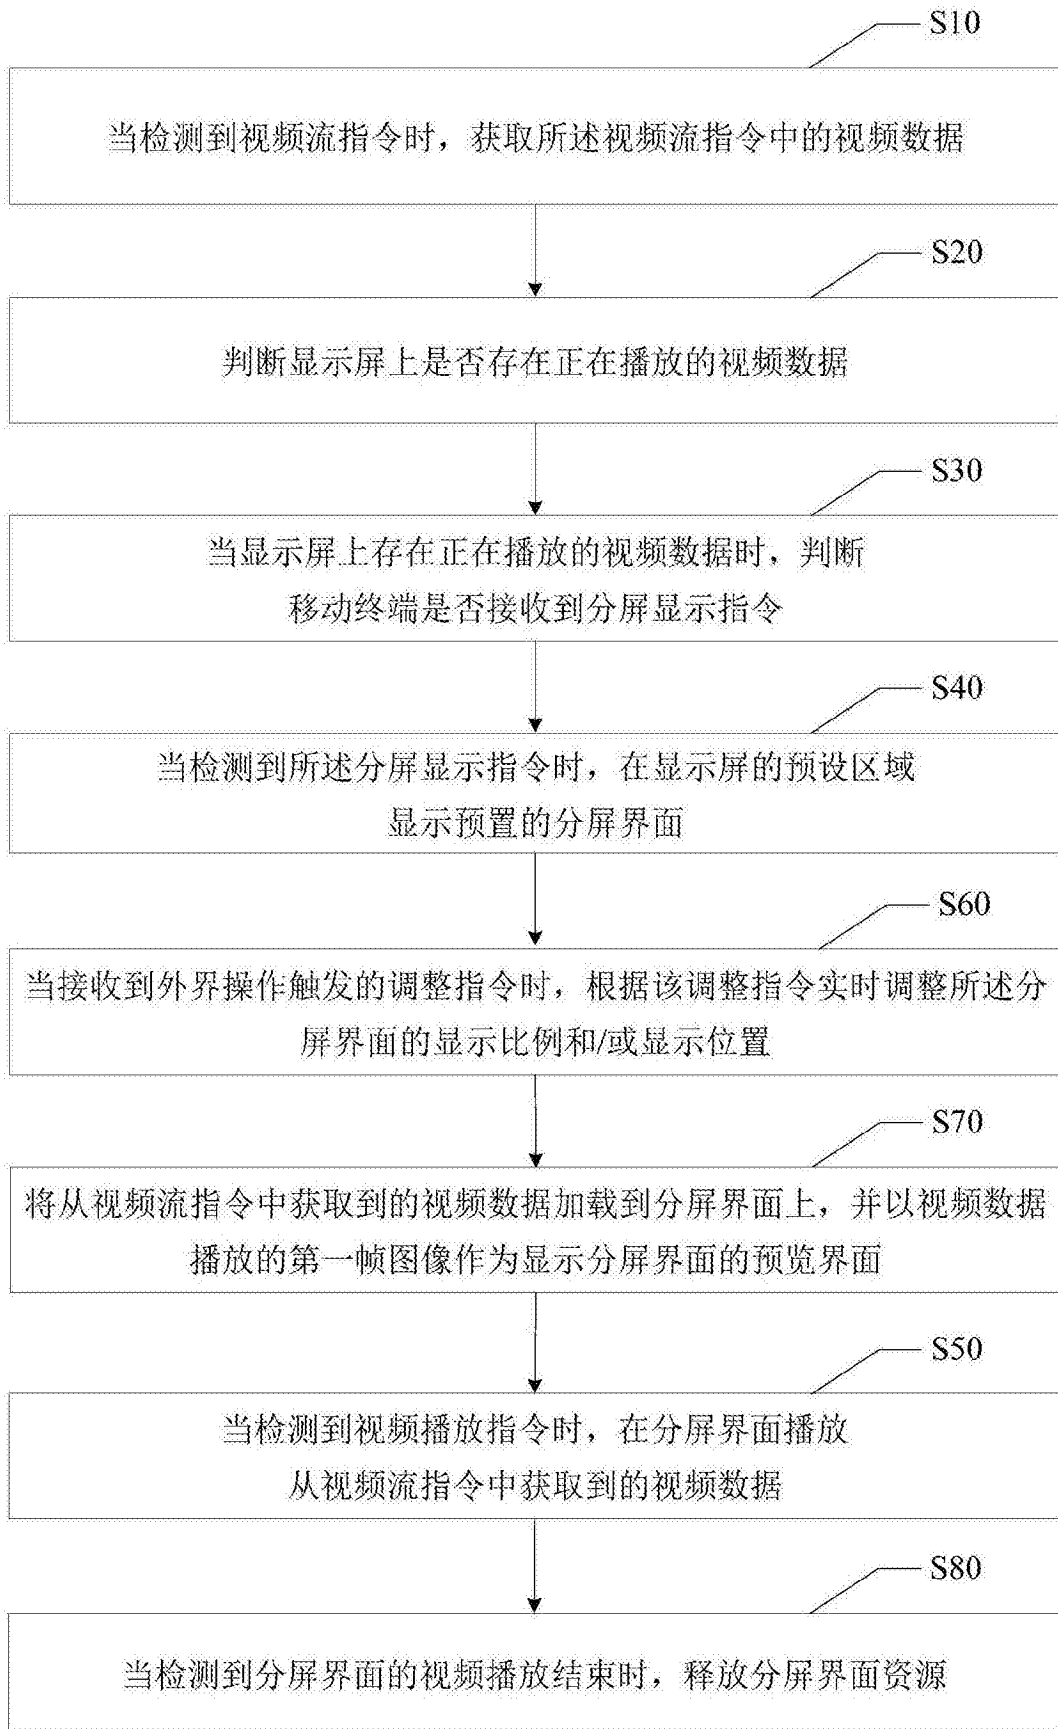 S10
当检测到视频流指令时，获取所述视频流指令中的视频数据
S20
判断显示屏上是否存在正在播放的视频数据
S30
当显示屏上存在正在播放的视频数据时，判断
移动终端是否接收到分屏显示指令
S40
当检测到所述分屏显示指令时，在显示屏的预设区域
显示预置的分屏界面
S60
当接收到外界操作触发的调整指令时，根据该调整指令实时调整所述分
屏界面的显示比例和/或显示位置
S70
将从视频流指令中获取到的视频数据加载到分屏界面上，并以视频数据
播放的第一帧图像作为显示分屏界面的预览界面
S50
当检测到视频播放指令时，在分屏界面播放
从视频流指令中获取到的视频数据
S80
当检测到分屏界面的视频播放结束时，释放分屏界面资源